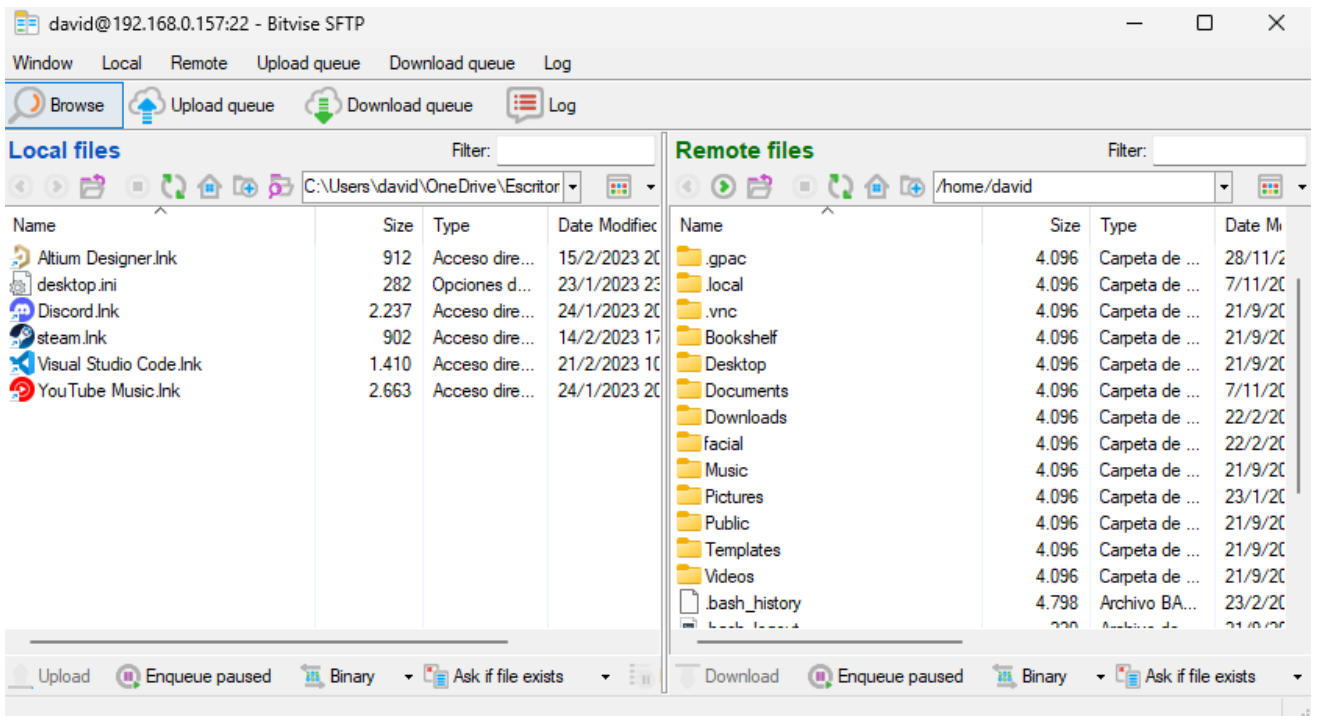 david@192.168.0.157:22 - Bitvise SFTP
Window Local Remote Upload queue Download queue Log
Browse Upload queue Download queue Log
Local files Filter:
C:\Users\david\OneDrive\Escritor
Name Size Type Date Modified
Altium Designer.lnk 912 Acceso dire... 15/2/2023 20
desktop.ini 282 Opciones d... 23/1/2023 23
Discord.lnk 2.237 Acceso dire... 24/1/2023 20
steam.lnk 902 Acceso dire... 14/2/2023 17
Visual Studio Code.lnk 1.410 Acceso dire... 21/2/2023 10
YouTube Music.lnk 2.663 Acceso dire... 24/1/2023 20
Upload Enqueue paused Binary Ask if file exists
Remote files Filter:
/home/david
Name Size Type Date
.gpac 4.096 Carpeta de ... 28/11/2
.local 4.096 Carpeta de ... 7/11/20
.vnc 4.096 Carpeta de ... 21/9/20
Bookshelf 4.096 Carpeta de ... 21/9/20
Desktop 4.096 Carpeta de ... 21/9/20
Documents 4.096 Carpeta de ... 7/11/20
Downloads 4.096 Carpeta de ... 22/2/20
facial 4.096 Carpeta de ... 22/2/20
Music 4.096 Carpeta de ... 21/9/20
Pictures 4.096 Carpeta de ... 23/1/20
Public 4.096 Carpeta de ... 21/9/20
Templates 4.096 Carpeta de ... 21/9/20
Videos 4.096 Carpeta de ... 21/9/20
.bash_history 4.798 Archivo BA... 23/2/20
Download Enqueue paused Binary Ask if file exists